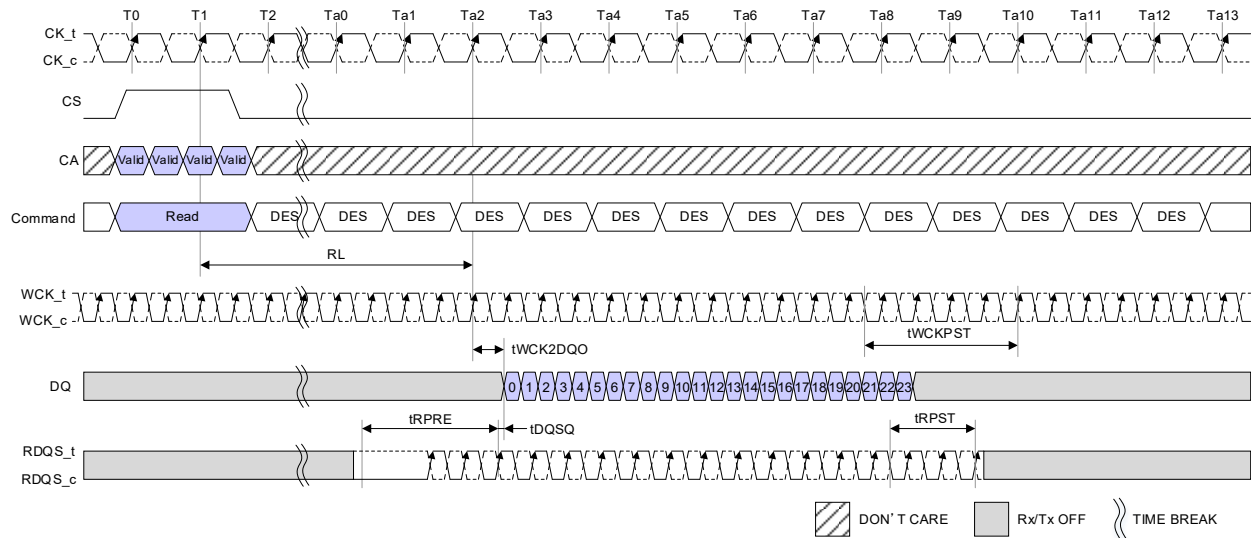 T0 T1 T2 Ta0 Ta1 Ta2 Ta3 Ta4 Ta5 Ta6 Ta7 Ta8 Ta9 Ta10 Ta11 Ta12 Ta13
CK_t
CK_c
CS
CA Valid Valid Valid Valid
Command Read DES DES DES DES DES DES DES DES DES DES DES DES DES DES
RL
WCK_t
WCK_c
tWCKPST
tWCK2DQO
DQ 0 1 2 3 4 5 6 7 8 9 10 11 12 13 14 15 16 17 18 19 20 21 22 23
tRPRE tRPST
tDQSQ
RDQS_t
RDQS_c
DON'T CARE Rx/Tx OFF TIME BREAK